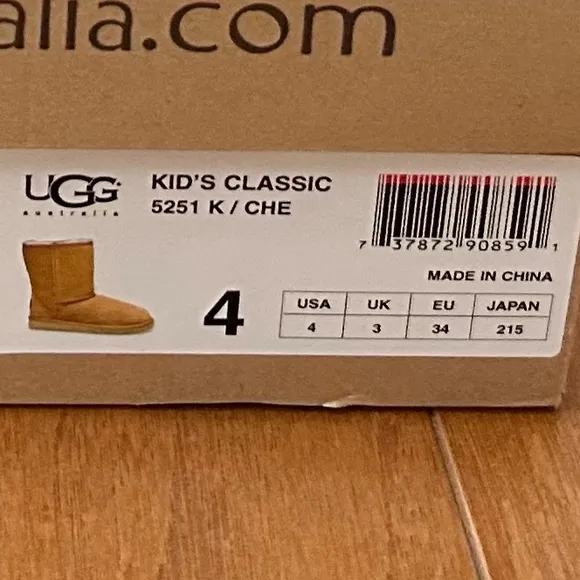 alia.com
UGG
australia
KID'S CLASSIC
5251 K / CHE
7 37872 90859 1
MADE IN CHINA
4
USA UK EU JAPAN
4 3 34 215